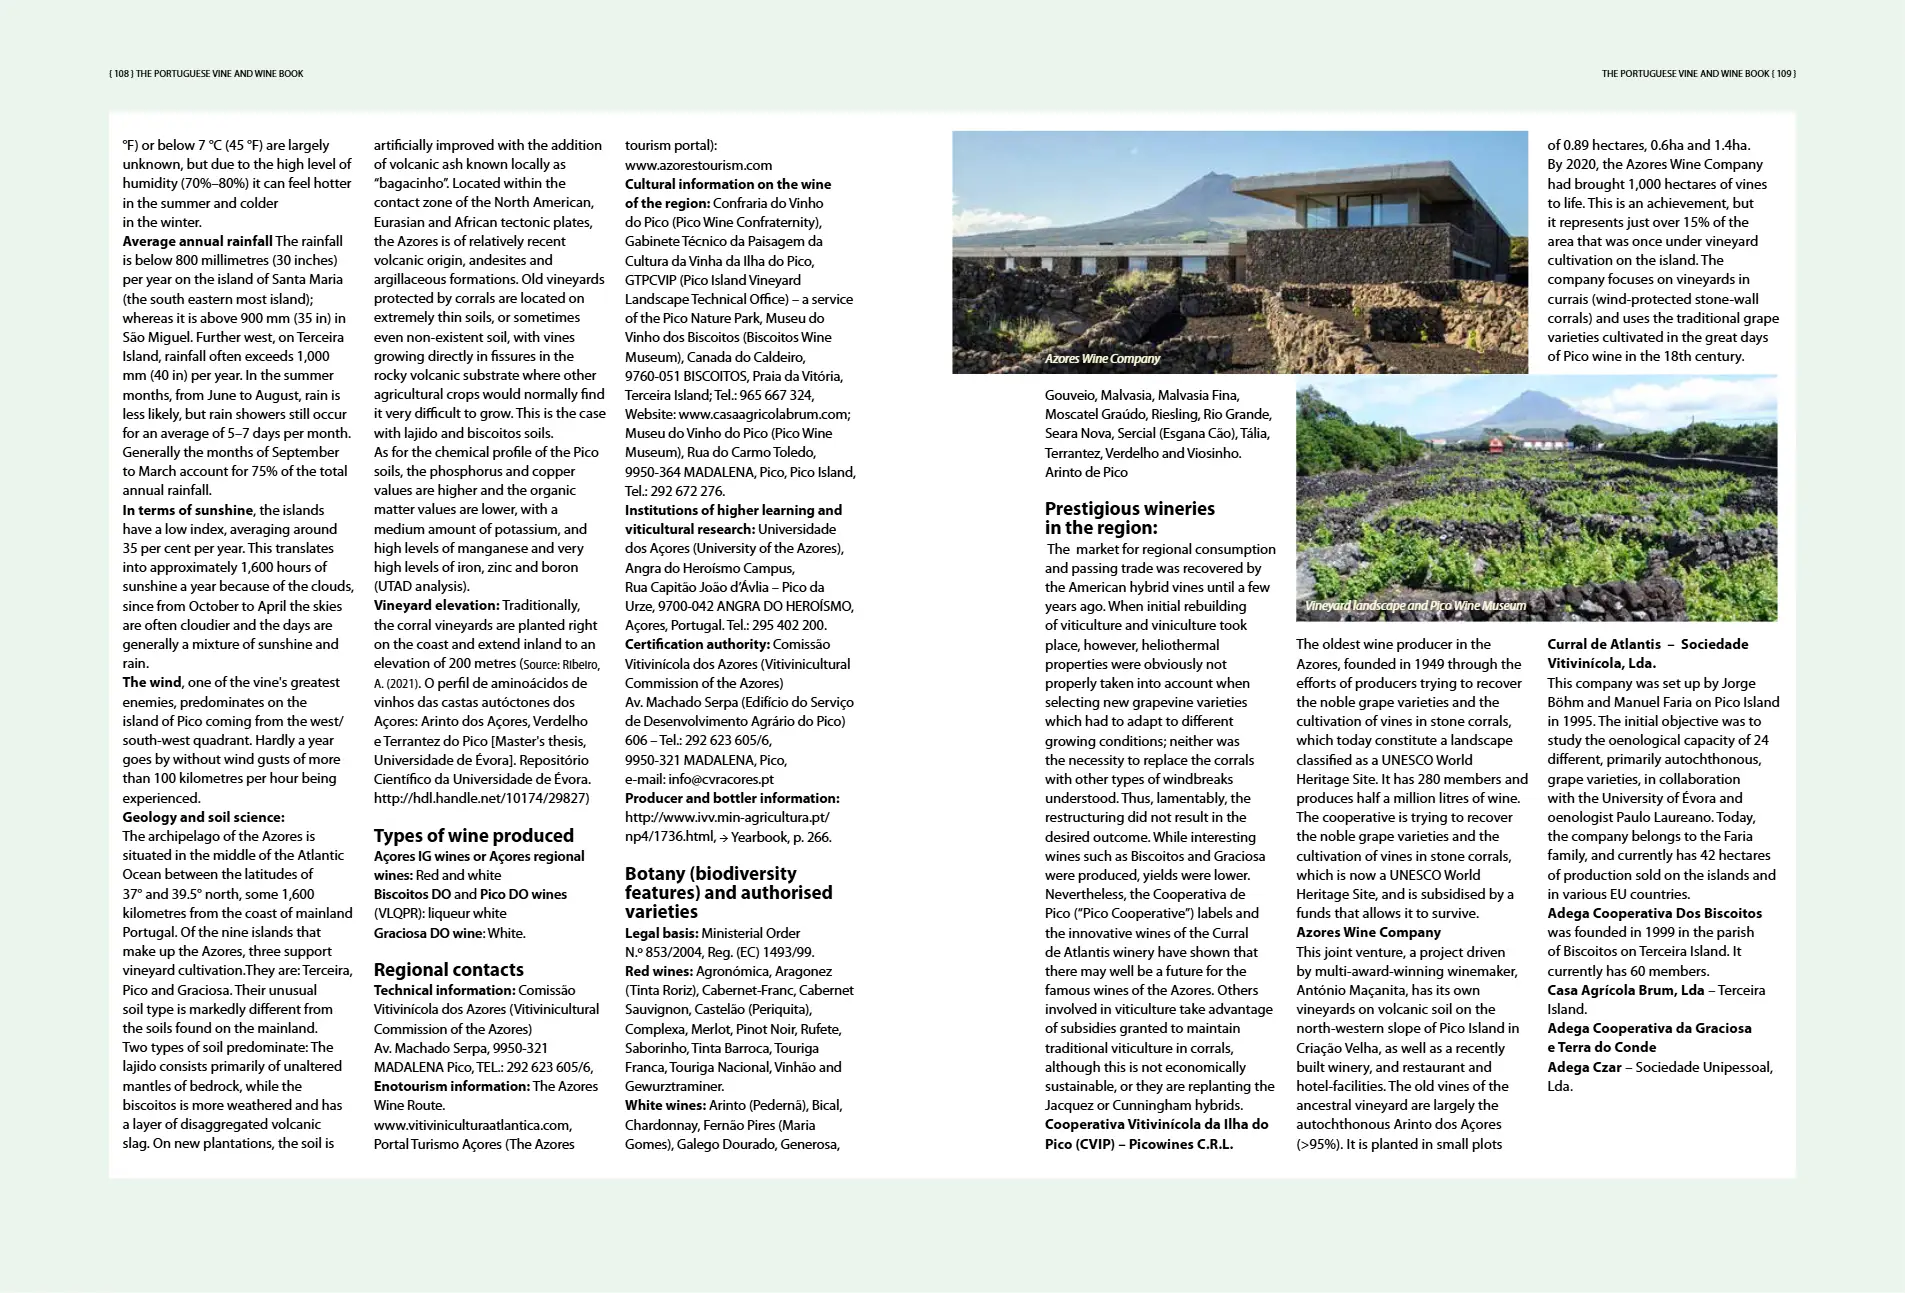 { 108 } THE PORTUGUESE VINE AND WINE BOOK
THE PORTUGUESE VINE AND WINE BOOK { 109 }
°F) or below 7 °C (45 °F) are largely
unknown, but due to the high level of
humidity (70%–80%) it can feel hotter
in the summer and colder
in the winter.
Average annual rainfall The rainfall
is below 800 millimetres (30 inches)
per year on the island of Santa Maria
(the south eastern most island);
whereas it is above 900 mm (35 in) in
São Miguel. Further west, on Terceira
Island, rainfall often exceeds 1,000
mm (40 in) per year. In the summer
months, from June to August, rain is
less likely, but rain showers still occur
for an average of 5–7 days per month.
Generally the months of September
to March account for 75% of the total
annual rainfall.
In terms of sunshine, the islands
have a low index, averaging around
35 per cent per year. This translates
into approximately 1,600 hours of
sunshine a year because of the clouds,
since from October to April the skies
are often cloudier and the days are
generally a mixture of sunshine and
rain.
The wind, one of the vine's greatest
enemies, predominates on the
island of Pico coming from the west/
south-west quadrant. Hardly a year
goes by without wind gusts of more
than 100 kilometres per hour being
experienced.
Geology and soil science:
The archipelago of the Azores is
situated in the middle of the Atlantic
Ocean between the latitudes of
37° and 39.5° north, some 1,600
kilometres from the coast of mainland
Portugal. Of the nine islands that
make up the Azores, three support
vineyard cultivation.They are: Terceira,
Pico and Graciosa. Their unusual
soil type is markedly different from
the soils found on the mainland.
Two types of soil predominate: The
lajido consists primarily of unaltered
mantles of bedrock, while the
biscoitos is more weathered and has
a layer of disaggregated volcanic
slag. On new plantations, the soil is
artificially improved with the addition
of volcanic ash known locally as
“bagacinho”. Located within the
contact zone of the North American,
Eurasian and African tectonic plates,
the Azores is of relatively recent
volcanic origin, andesites and
argillaceous formations. Old vineyards
protected by corrals are located on
extremely thin soils, or sometimes
even non-existent soil, with vines
growing directly in fissures in the
rocky volcanic substrate where other
agricultural crops would normally find
it very difficult to grow. This is the case
with lajido and biscoitos soils.
As for the chemical profile of the Pico
soils, the phosphorus and copper
values are higher and the organic
matter values are lower, with a
medium amount of potassium, and
high levels of manganese and very
high levels of iron, zinc and boron
(UTAD analysis).
Vineyard elevation: Traditionally,
the corral vineyards are planted right
on the coast and extend inland to an
elevation of 200 metres (Source: Ribeiro,
A. (2021). O perfil de aminoácidos de
vinhos das castas autóctones dos
Açores: Arinto dos Açores, Verdelho
e Terrantez do Pico [Master's thesis,
Universidade de Évora]. Repositório
Científico da Universidade de Évora.
http://hdl.handle.net/10174/29827)
Types of wine produced
Açores IG wines or Açores regional
wines: Red and white
Biscoitos DO and Pico DO wines
(VLQPR): liqueur white
Graciosa DO wine: White.
Regional contacts
Technical information: Comissão
Vitivinícola dos Azores (Vitivinicultural
Commission of the Azores)
Av. Machado Serpa, 9950-321
MADALENA Pico, TEL.: 292 623 605/6,
Enotourism information: The Azores
Wine Route.
www.vitiviniculturaatlantica.com,
Portal Turismo Açores (The Azores
tourism portal):
www.azorestourism.com
Cultural information on the wine
of the region: Confraria do Vinho
do Pico (Pico Wine Confraternity),
Gabinete Técnico da Paisagem da
Cultura da Vinha da Ilha do Pico,
GTPCVIP (Pico Island Vineyard
Landscape Technical Office) – a service
of the Pico Nature Park, Museu do
Vinho dos Biscoitos (Biscoitos Wine
Museum), Canada do Caldeiro,
9760-051 BISCOITOS, Praia da Vitória,
Terceira Island; Tel.: 965 667 324,
Website: www.casaagricolabrum.com;
Museu do Vinho do Pico (Pico Wine
Museum), Rua do Carmo Toledo,
9950-364 MADALENA, Pico, Pico Island,
Tel.: 292 672 276.
Institutions of higher learning and
viticultural research: Universidade
dos Açores (University of the Azores),
Angra do Heroísmo Campus,
Rua Capitão João d’Ávlia – Pico da
Urze, 9700-042 ANGRA DO HEROÍSMO,
Açores, Portugal. Tel.: 295 402 200.
Certification authority: Comissão
Vitivinícola dos Azores (Vitivinicultural
Commission of the Azores)
Av. Machado Serpa (Edifício do Serviço
de Desenvolvimento Agrário do Pico)
606 – Tel.: 292 623 605/6,
9950-321 MADALENA, Pico,
e-mail: info@cvracores.pt
Producer and bottler information:
http://www.ivv.min-agricultura.pt/
np4/1736.html, → Yearbook, p. 266.
Botany (biodiversity
features) and authorised
varieties
Legal basis: Ministerial Order
N.º 853/2004, Reg. (EC) 1493/99.
Red wines: Agronómica, Aragonez
(Tinta Roriz), Cabernet-Franc, Cabernet
Sauvignon, Castelão (Periquita),
Complexa, Merlot, Pinot Noir, Rufete,
Saborinho, Tinta Barroca, Touriga
Franca, Touriga Nacional, Vinhão and
Gewurztraminer.
White wines: Arinto (Pedernã), Bical,
Chardonnay, Fernão Pires (Maria
Gomes), Galego Dourado, Generosa,
Azores Wine Company
Gouveio, Malvasia, Malvasia Fina,
Moscatel Graúdo, Riesling, Rio Grande,
Seara Nova, Sercial (Esgana Cão), Tália,
Terrantez, Verdelho and Viosinho.
Arinto de Pico
Prestigious wineries
in the region:
The market for regional consumption
and passing trade was recovered by
the American hybrid vines until a few
years ago. When initial rebuilding
of viticulture and viniculture took
place, however, heliothermal
properties were obviously not
properly taken into account when
selecting new grapevine varieties
which had to adapt to different
growing conditions; neither was
the necessity to replace the corrals
with other types of windbreaks
understood. Thus, lamentably, the
restructuring did not result in the
desired outcome. While interesting
wines such as Biscoitos and Graciosa
were produced, yields were lower.
Nevertheless, the Cooperativa de
Pico (“Pico Cooperative”) labels and
the innovative wines of the Curral
de Atlantis winery have shown that
there may well be a future for the
famous wines of the Azores. Others
involved in viticulture take advantage
of subsidies granted to maintain
traditional viticulture in corrals,
although this is not economically
sustainable, or they are replanting the
Jacquez or Cunningham hybrids.
Cooperativa Vitivinícola da Ilha do
Pico (CVIP) – Picowines C.R.L.
Vineyard landscape and Pico Wine Museum
The oldest wine producer in the
Azores, founded in 1949 through the
efforts of producers trying to recover
the noble grape varieties and the
cultivation of vines in stone corrals,
which today constitute a landscape
classified as a UNESCO World
Heritage Site. It has 280 members and
produces half a million litres of wine.
The cooperative is trying to recover
the noble grape varieties and the
cultivation of vines in stone corrals,
which is now a UNESCO World
Heritage Site, and is subsidised by a
funds that allows it to survive.
Azores Wine Company
This joint venture, a project driven
by multi-award-winning winemaker,
António Maçanita, has its own
vineyards on volcanic soil on the
north-western slope of Pico Island in
Criação Velha, as well as a recently
built winery, and restaurant and
hotel-facilities. The old vines of the
ancestral vineyard are largely the
autochthonous Arinto dos Açores
(>95%). It is planted in small plots
of 0.89 hectares, 0.6ha and 1.4ha.
By 2020, the Azores Wine Company
had brought 1,000 hectares of vines
to life. This is an achievement, but
it represents just over 15% of the
area that was once under vineyard
cultivation on the island. The
company focuses on vineyards in
currais (wind-protected stone-wall
corrals) and uses the traditional grape
varieties cultivated in the great days
of Pico wine in the 18th century.
Curral de Atlantis – Sociedade
Vitivinícola, Lda.
This company was set up by Jorge
Böhm and Manuel Faria on Pico Island
in 1995. The initial objective was to
study the oenological capacity of 24
different, primarily autochthonous,
grape varieties, in collaboration
with the University of Évora and
oenologist Paulo Laureano. Today,
the company belongs to the Faria
family, and currently has 42 hectares
of production sold on the islands and
in various EU countries.
Adega Cooperativa Dos Biscoitos
was founded in 1999 in the parish
of Biscoitos on Terceira Island. It
currently has 60 members.
Casa Agrícola Brum, Lda – Terceira
Island.
Adega Cooperativa da Graciosa
e Terra do Conde
Adega Czar – Sociedade Unipessoal,
Lda.